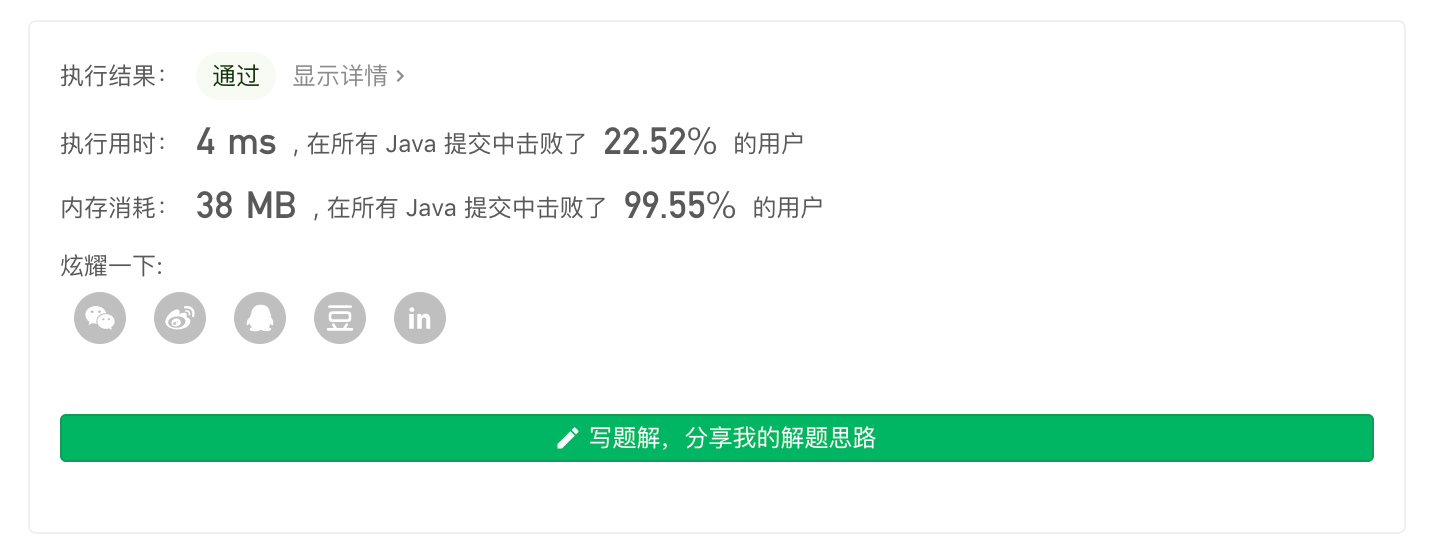 执行结果： 通过 显示详情 ›
执行用时： 4 ms , 在所有 Java 提交中击败了 22.52% 的用户
内存消耗： 38 MB , 在所有 Java 提交中击败了 99.55% 的用户
炫耀一下:
豆 in
写题解，分享我的解题思路